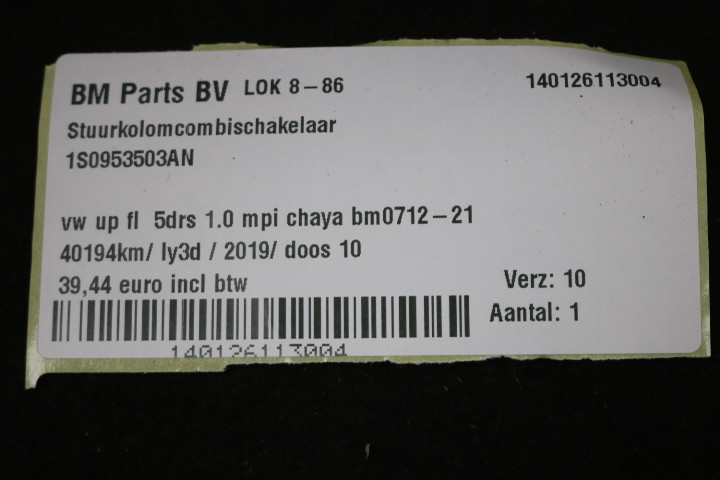 BM Parts BV LOK 8-86 140126113004
Stuurkolomcombischakelaar
1S0953503AN
vw up fl 5drs 1.0 mpi chaya bm0712-21
40194km/ ly3d / 2019/ doos 10
39,44 euro incl btw Verz: 10
Aantal: 1
140126113004